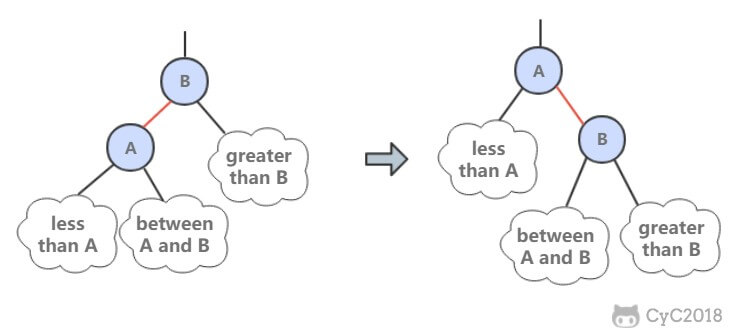 B
A
greater
than B
less
than A
between
A and B
A
less
than A
B
between
A and B
greater
than B
CyC2018